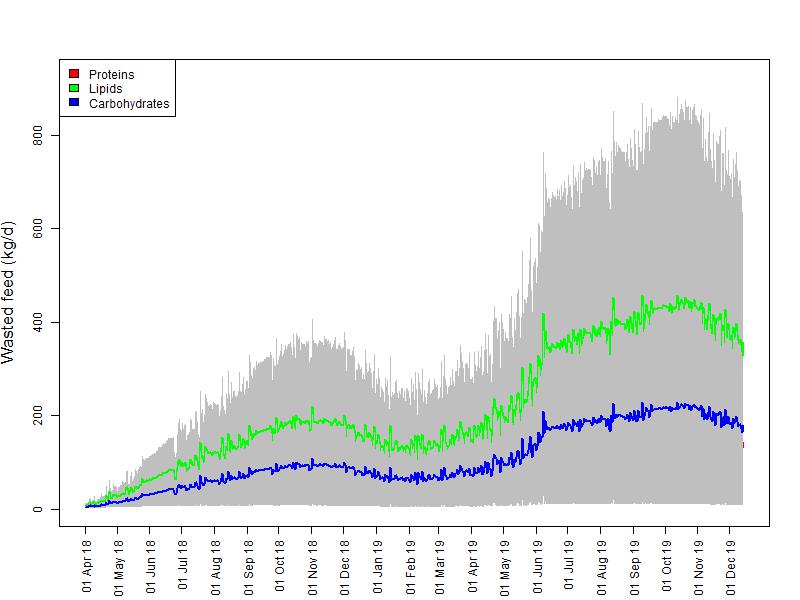 Proteins
Lipids
Carbohydrates
Wasted feed (kg/d)
800
600
400
200
0
01 Apr 18
01 May 18
01 Jun 18
01 Jul 18
01 Aug 18
01 Sep 18
01 Oct 18
01 Nov 18
01 Dec 18
01 Jan 19
01 Feb 19
01 Mar 19
01 Apr 19
01 May 19
01 Jun 19
01 Jul 19
01 Aug 19
01 Sep 19
01 Oct 19
01 Nov 19
01 Dec 19